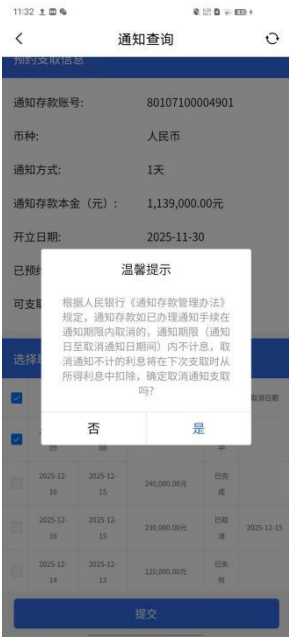 11:32
通知查询
预约支取信息
通知存款账号: 80107100004901
币种: 人民币
通知方式: 1天
通知存款本金（元）: 1,139,000.00元
开立日期: 2025-11-30
已预
温馨提示
可支
根据人民银行《通知存款管理办法》
规定，通知存款如已办理通知手续在
通知期限内取消的，通知期限（通知
日至取消通知日期间）内不计息，取
消通知不计的利息将在下次支取时从
所得利息中扣除，确定取消通知支取
吗？
选择
取消日期
否 是
09 08 中
2025-12-16 2025-12-15 240,000.00元 已完成
2025-12-16 2025-12-15 230,000.00元 已取消 2025-12-15
2025-12-14 2025-12-13 120,000.00元 已失效
提交